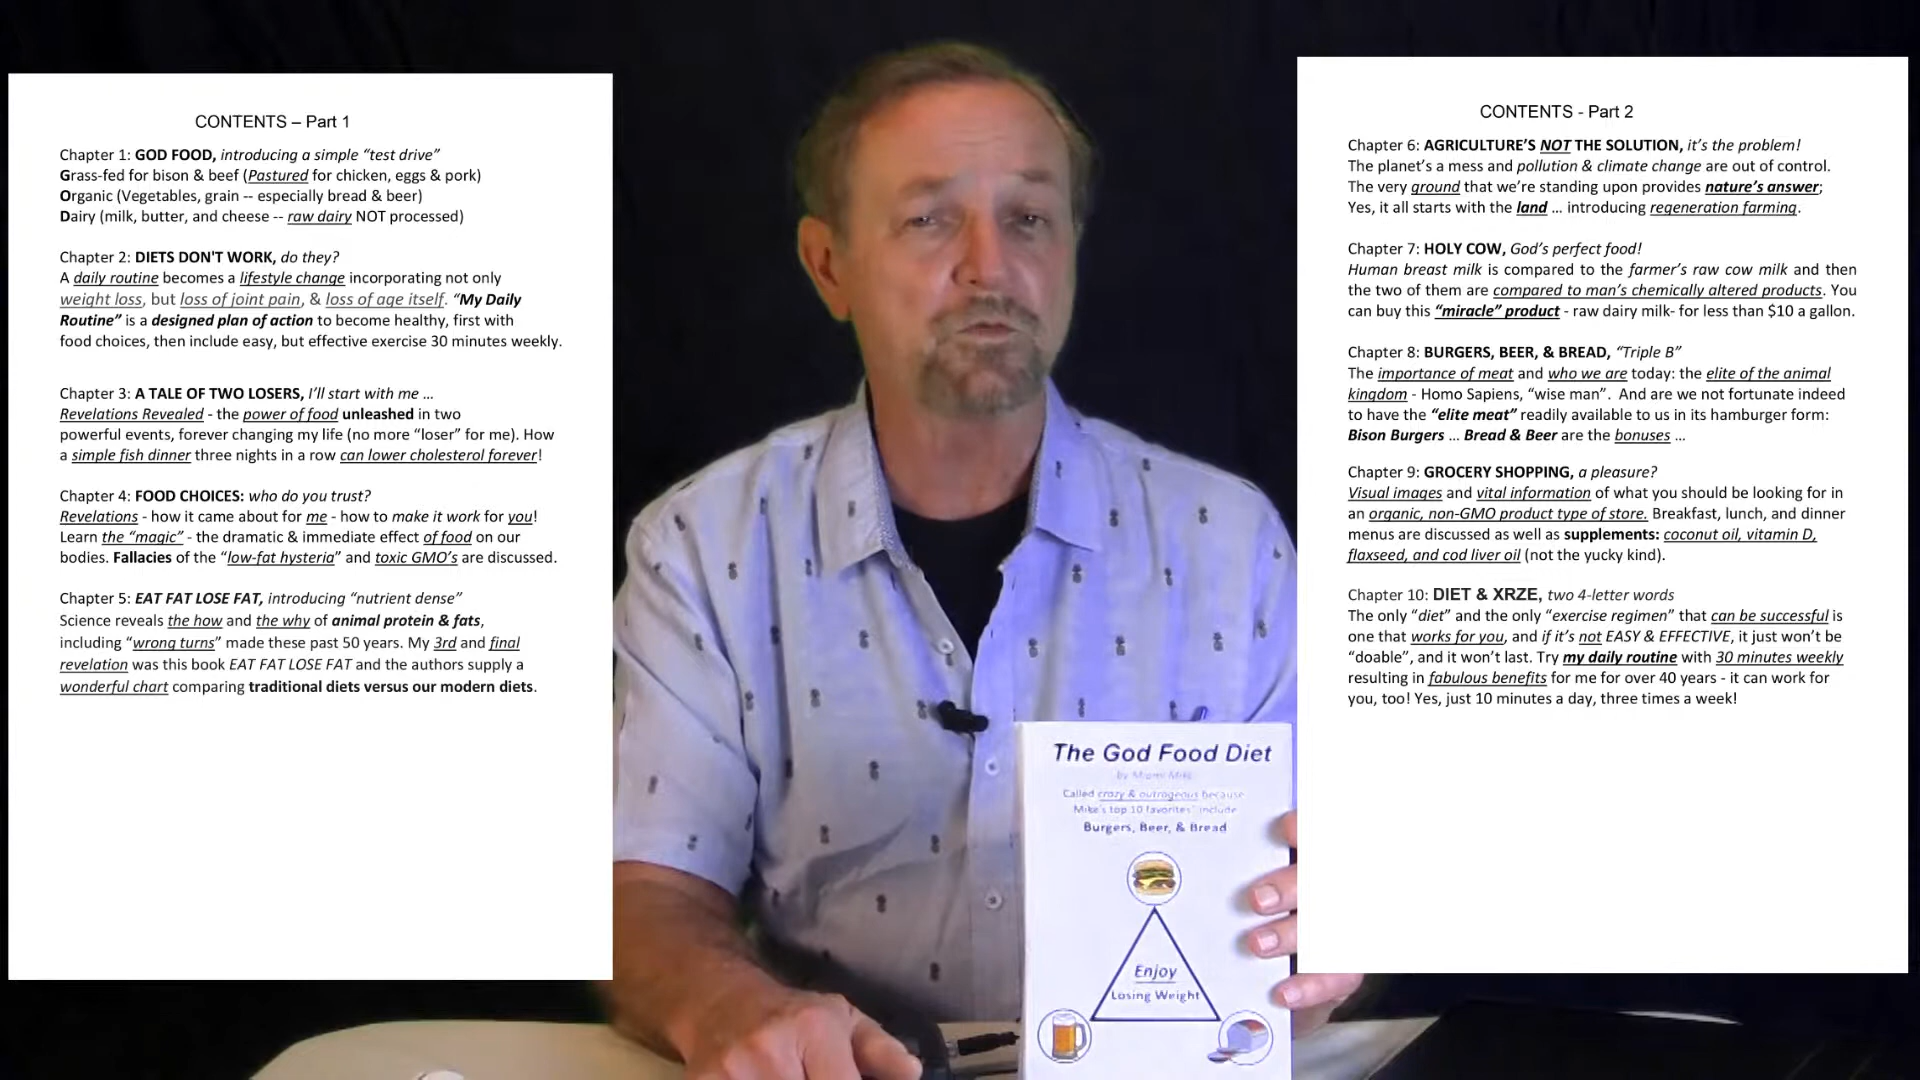 CONTENTS – Part 1
Chapter 1: GOD FOOD, introducing a simple “test drive”
Grass-fed for bison & beef (Pastured for chicken, eggs & pork)
Organic (Vegetables, grain -- especially bread & beer)
Dairy (milk, butter, and cheese -- raw dairy NOT processed)
Chapter 2: DIETS DON'T WORK, do they?
A daily routine becomes a lifestyle change incorporating not only
weight loss, but loss of joint pain, & loss of age itself. “My Daily
Routine” is a designed plan of action to become healthy, first with
food choices, then include easy, but effective exercise 30 minutes weekly.
Chapter 3: A TALE OF TWO LOSERS, I’ll start with me …
Revelations Revealed - the power of food unleashed in two
powerful events, forever changing my life (no more “loser” for me). How
a simple fish dinner three nights in a row can lower cholesterol forever!
Chapter 4: FOOD CHOICES: who do you trust?
Revelations - how it came about for me - how to make it work for you!
Learn the “magic” - the dramatic & immediate effect of food on our
bodies. Fallacies of the “low-fat hysteria” and toxic GMO’s are discussed.
Chapter 5: EAT FAT LOSE FAT, introducing “nutrient dense”
Science reveals the how and the why of animal protein & fats,
including “wrong turns” made these past 50 years. My 3rd and final
revelation was this book EAT FAT LOSE FAT and the authors supply a
wonderful chart comparing traditional diets versus our modern diets.
CONTENTS - Part 2
Chapter 6: AGRICULTURE’S NOT THE SOLUTION, it’s the problem!
The planet’s a mess and pollution & climate change are out of control.
The very ground that we’re standing upon provides nature’s answer;
Yes, it all starts with the land … introducing regeneration farming.
Chapter 7: HOLY COW, God’s perfect food!
Human breast milk is compared to the farmer’s raw cow milk and then
the two of them are compared to man’s chemically altered products. You
can buy this “miracle” product - raw dairy milk- for less than $10 a gallon.
Chapter 8: BURGERS, BEER, & BREAD, “Triple B”
The importance of meat and who we are today: the elite of the animal
kingdom - Homo Sapiens, “wise man”. And are we not fortunate indeed
to have the “elite meat” readily available to us in its hamburger form:
Bison Burgers … Bread & Beer are the bonuses …
Chapter 9: GROCERY SHOPPING, a pleasure?
Visual images and vital information of what you should be looking for in
an organic, non-GMO product type of store. Breakfast, lunch, and dinner
menus are discussed as well as supplements: coconut oil, vitamin D,
flaxseed, and cod liver oil (not the yucky kind).
Chapter 10: DIET & XRZE, two 4-letter words
The only “diet” and the only “exercise regimen” that can be successful is
one that works for you, and if it’s not EASY & EFFECTIVE, it just won’t be
“doable”, and it won’t last. Try my daily routine with 30 minutes weekly
resulting in fabulous benefits for me for over 40 years - it can work for
you, too! Yes, just 10 minutes a day, three times a week!
The God Food Diet
by Miami Mike
Called crazy & outrageous because
Mike's top 10 favorites" include
Burgers, Beer, & Bread
Enjoy
Losing Weight